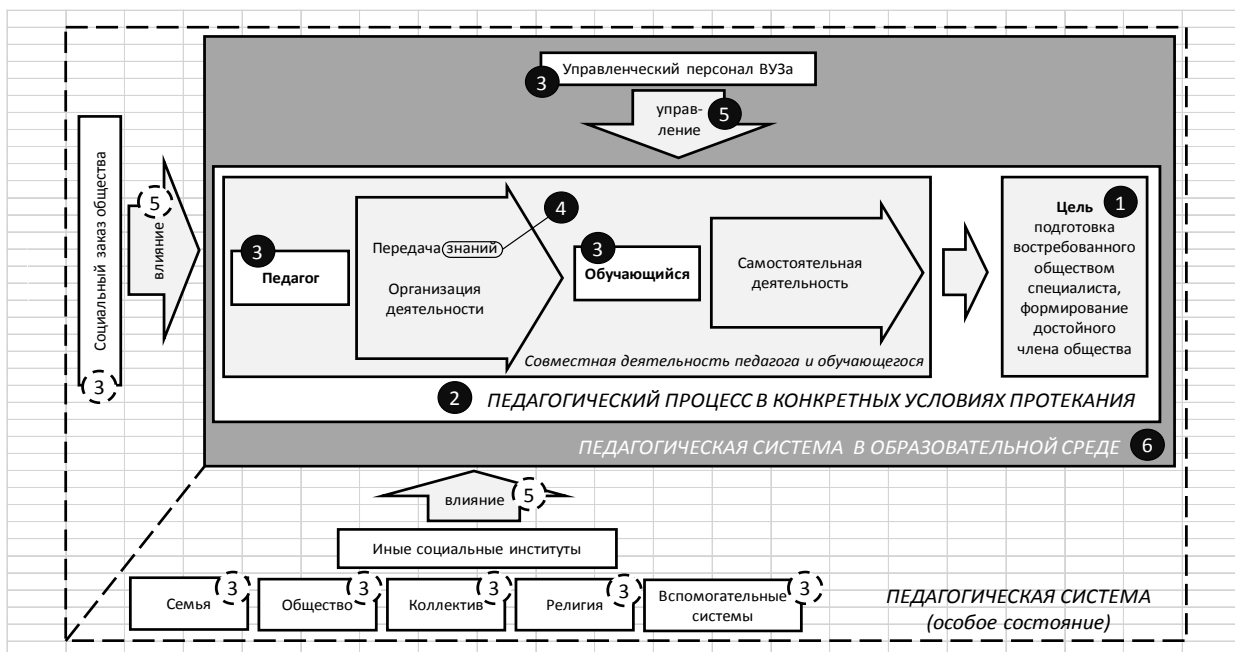 Управленческий персонал ВУЗа
3
управ-
ление
5
Социальный заказ общества
3
влияние
5
3
Педагог
Передача знаний
4
Организация
деятельности
3
Обучающийся
Самостоятельная
деятельность
Совместная деятельность педагога и обучающегося
1
Цель
подготовка
востребованного
обществом
специалиста,
формирование
достойного
члена общества
2
ПЕДАГОГИЧЕСКИЙ ПРОЦЕСС В КОНКРЕТНЫХ УСЛОВИЯХ ПРОТЕКАНИЯ
ПЕДАГОГИЧЕСКАЯ СИСТЕМА В ОБРАЗОВАТЕЛЬНОЙ СРЕДЕ
6
влияние
5
Иные социальные институты
Семья
3
Общество
3
Коллектив
3
Религия
3
Вспомогательные
системы
3
ПЕДАГОГИЧЕСКАЯ СИСТЕМА
(особое состояние)